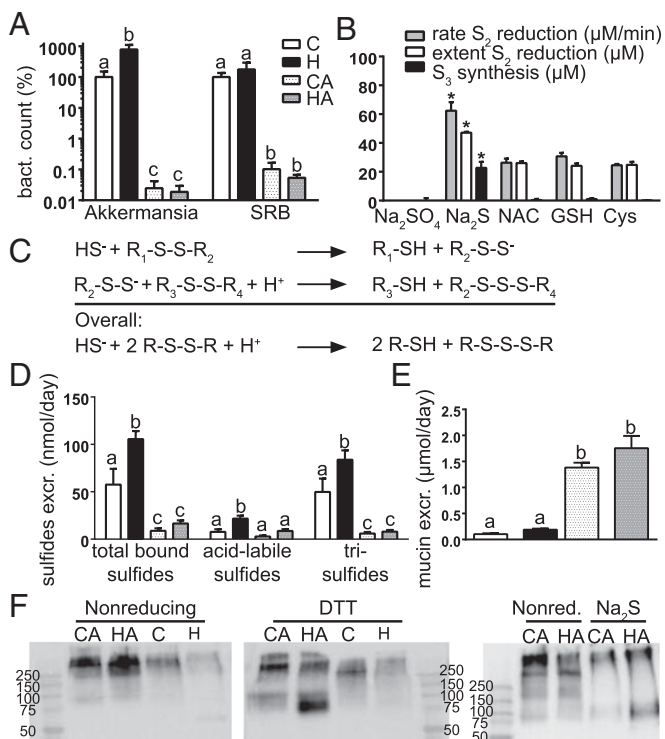 A
bact. count (%)
1000
100
10
1
0.1
0.01
a b c c
a a b b
C
H
CA
HA
Akkermansia SRB
B
rate S₂ reduction (µM/min)
extent S₂ reduction (µM)
S₃ synthesis (µM)
100
80
60
40
20
0
* * *
Na₂SO₄ Na₂S NAC GSH Cys
C
HS⁻ + R₁-S-S-R₂ → R₁-SH + R₂-S-S⁻
R₂-S-S⁻ + R₃-S-S-R₄ + H⁺ → R₃-SH + R₂-S-S-S-R₄
Overall:
HS⁻ + 2 R-S-S-R + H⁺ → 2 R-SH + R-S-S-S-R
D
sulfides excr. (nmol/day)
150
100
50
0
a b c c
a b a a
a b c c
total bound sulfides
acid-labile sulfides
tri-sulfides
E
mucin excr. (µmol/day)
2.5
2.0
1.5
1.0
0.5
0.0
a a b b
F
Nonreducing
CA HA C H
250
150
100
75
50
DTT
CA HA C H
250
150
100
75
50
Nonred. Na₂S
CA HA CA HA
250
150
100
75
50